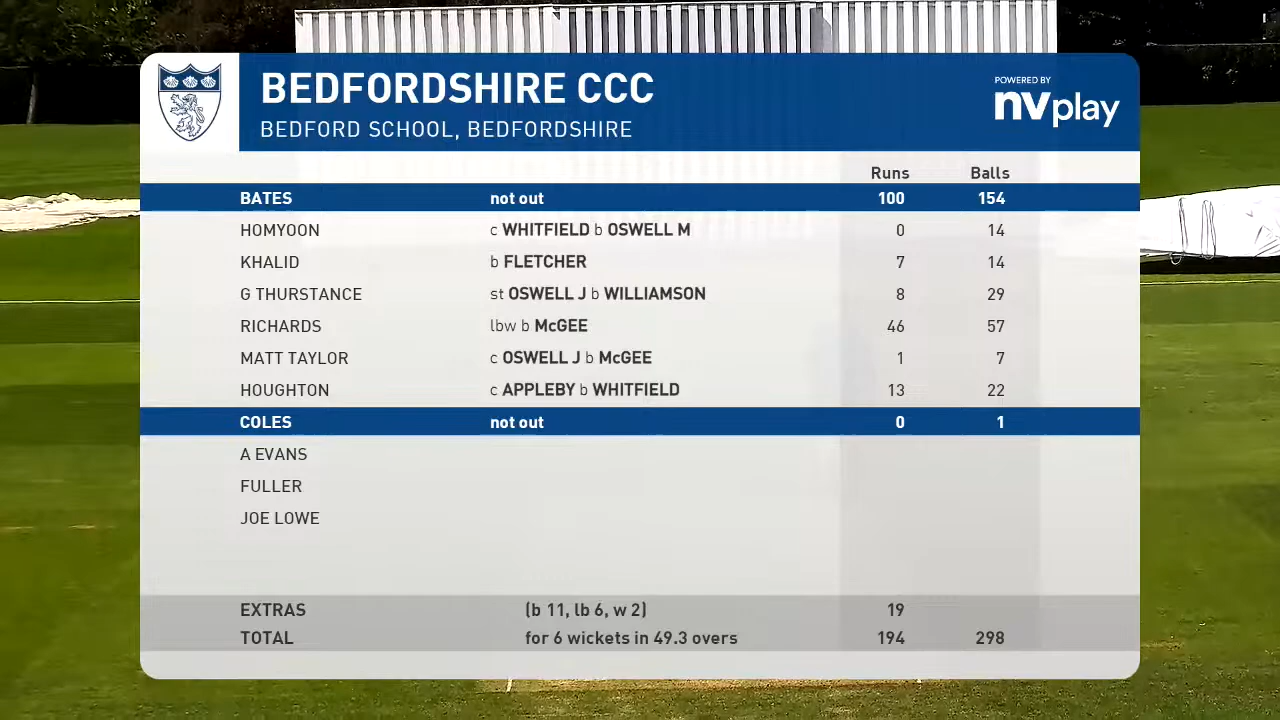 BEDFORDSHIRE CCC
BEDFORD SCHOOL, BEDFORDSHIRE
POWERED BY
nvplay
Runs Balls
BATES not out 100 154
HOMYOON c WHITFIELD b OSWELL M 0 14
KHALID b FLETCHER 7 14
G THURSTANCE st OSWELL J b WILLIAMSON 8 29
RICHARDS lbw b McGEE 46 57
MATT TAYLOR c OSWELL J b McGEE 1 7
HOUGHTON c APPLEBY b WHITFIELD 13 22
COLES not out 0 1
A EVANS
FULLER
JOE LOWE
EXTRAS (b 11, lb 6, w 2) 19
TOTAL for 6 wickets in 49.3 overs 194 298